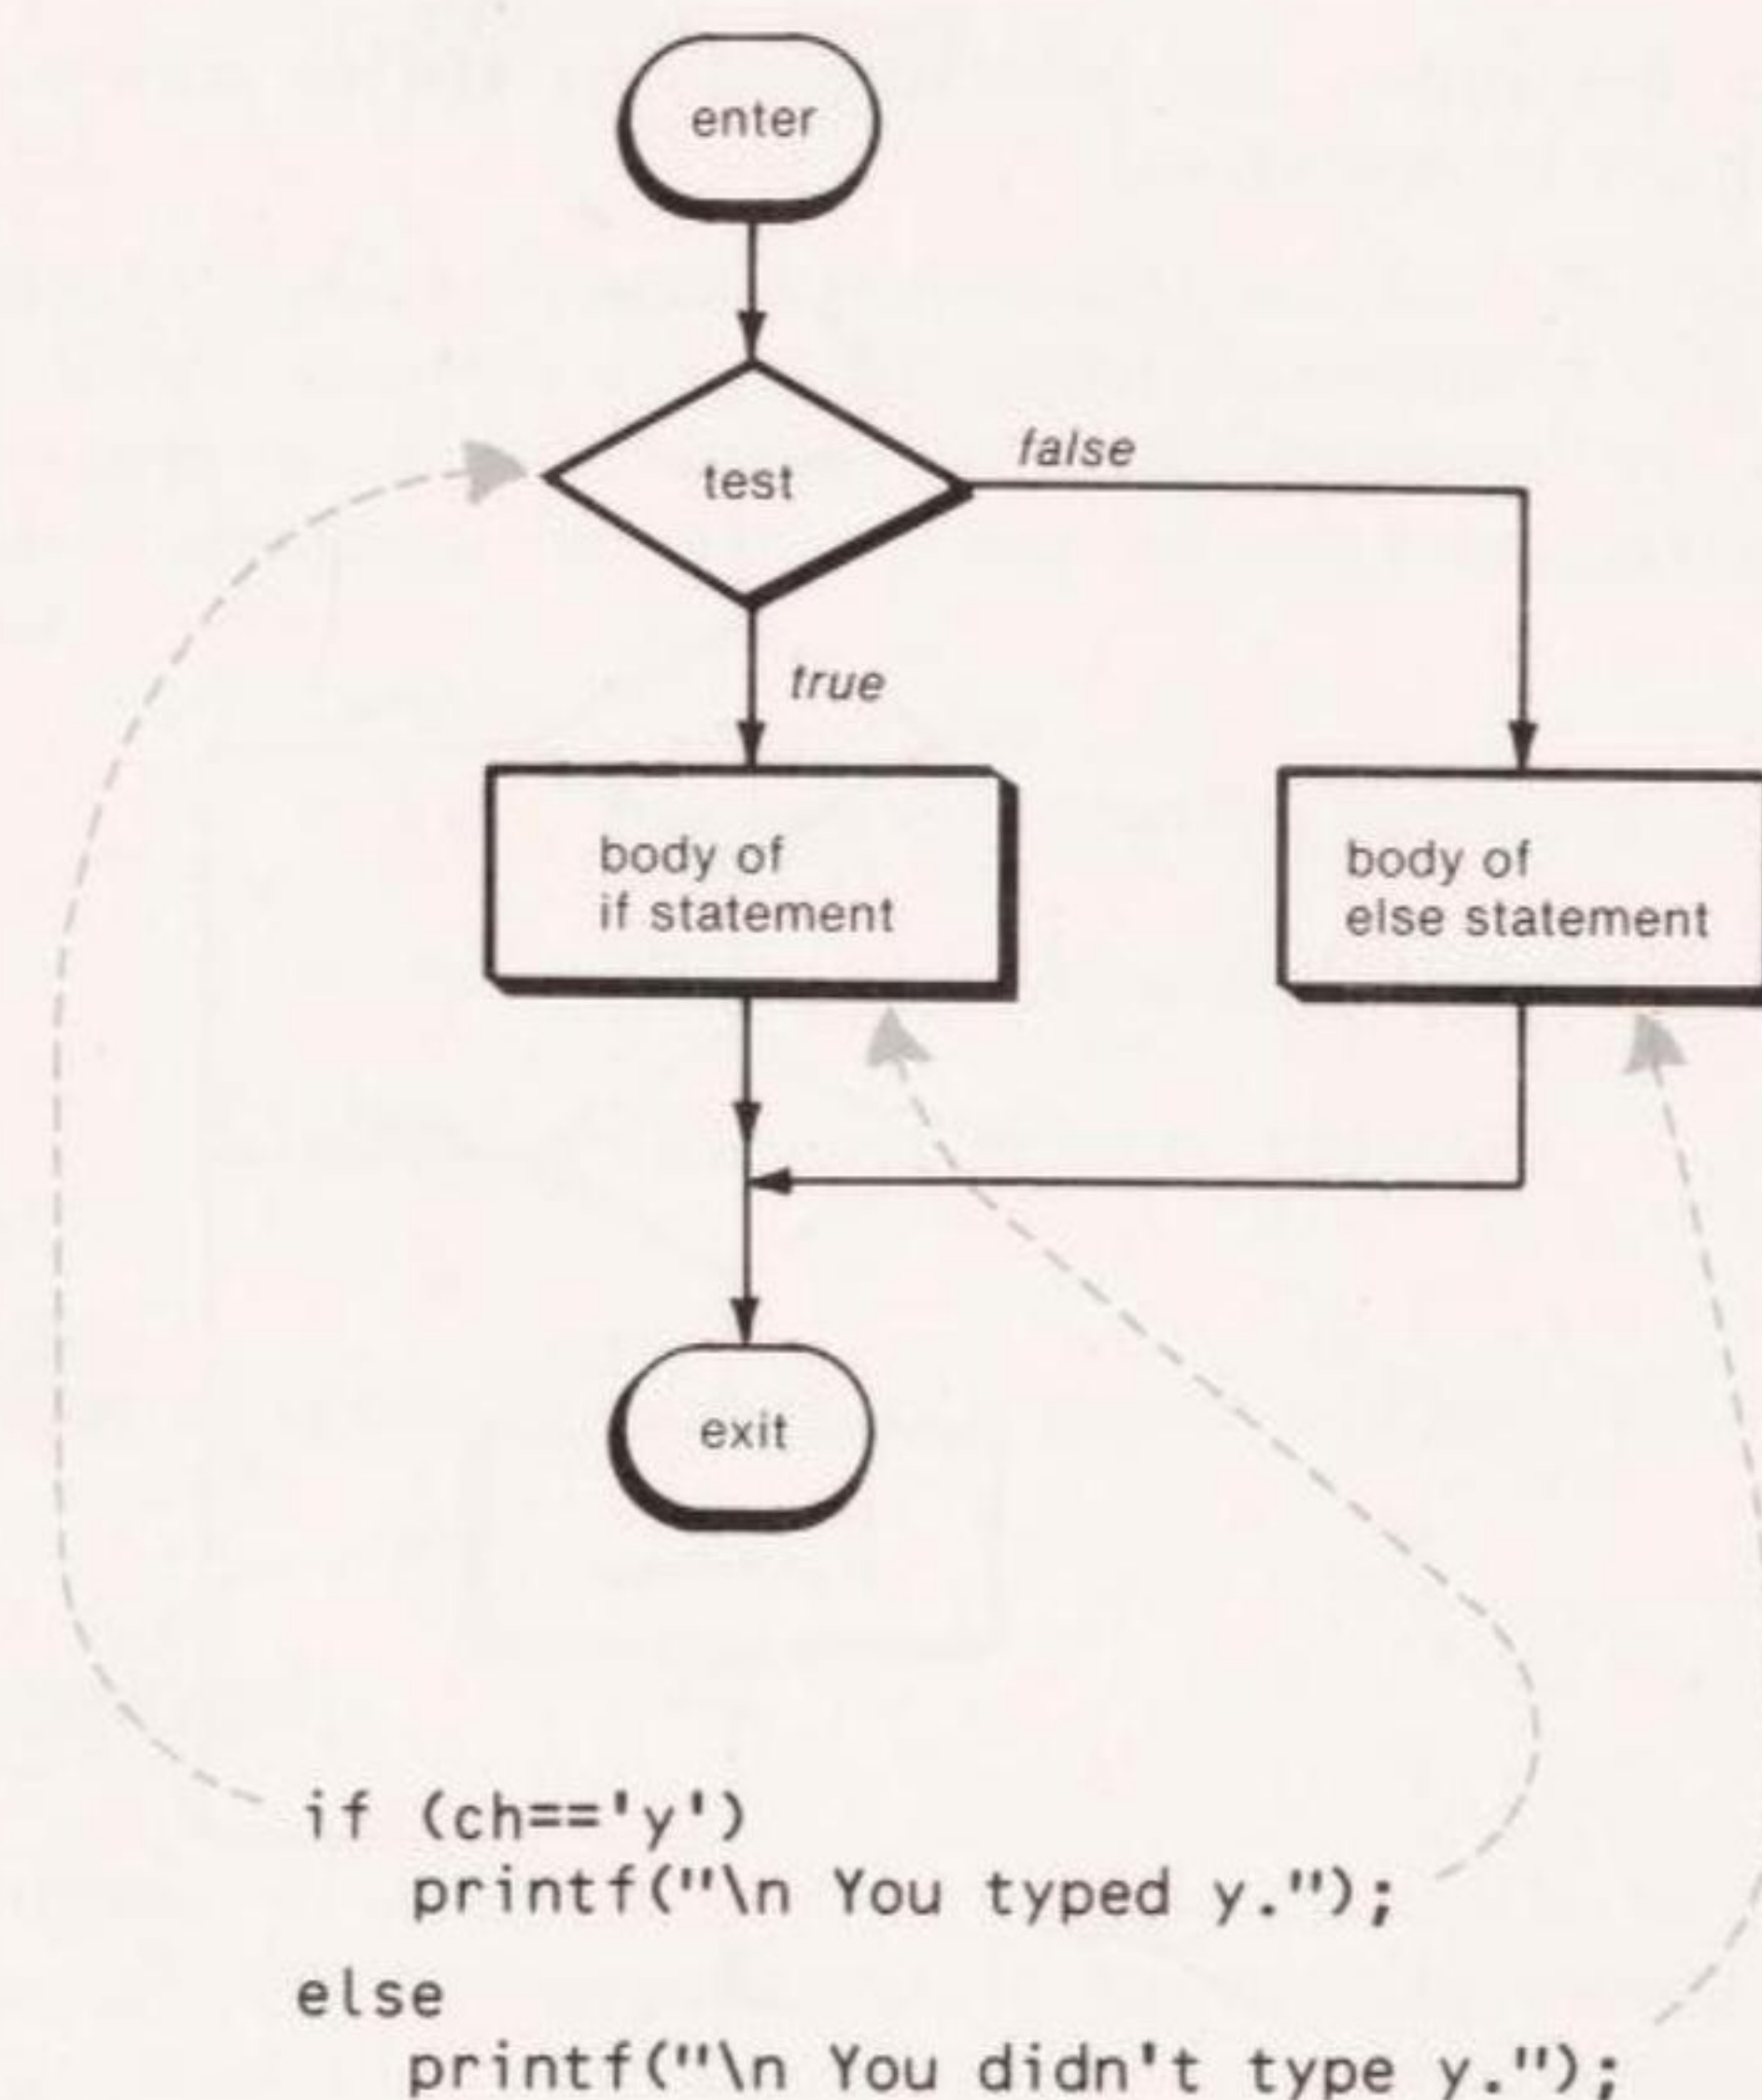 enter
test
false
true
body of
if statement
body of
else statement
exit
if (ch=='y')
printf("\n You typed y.");
else
printf("\n You didn't type y.");